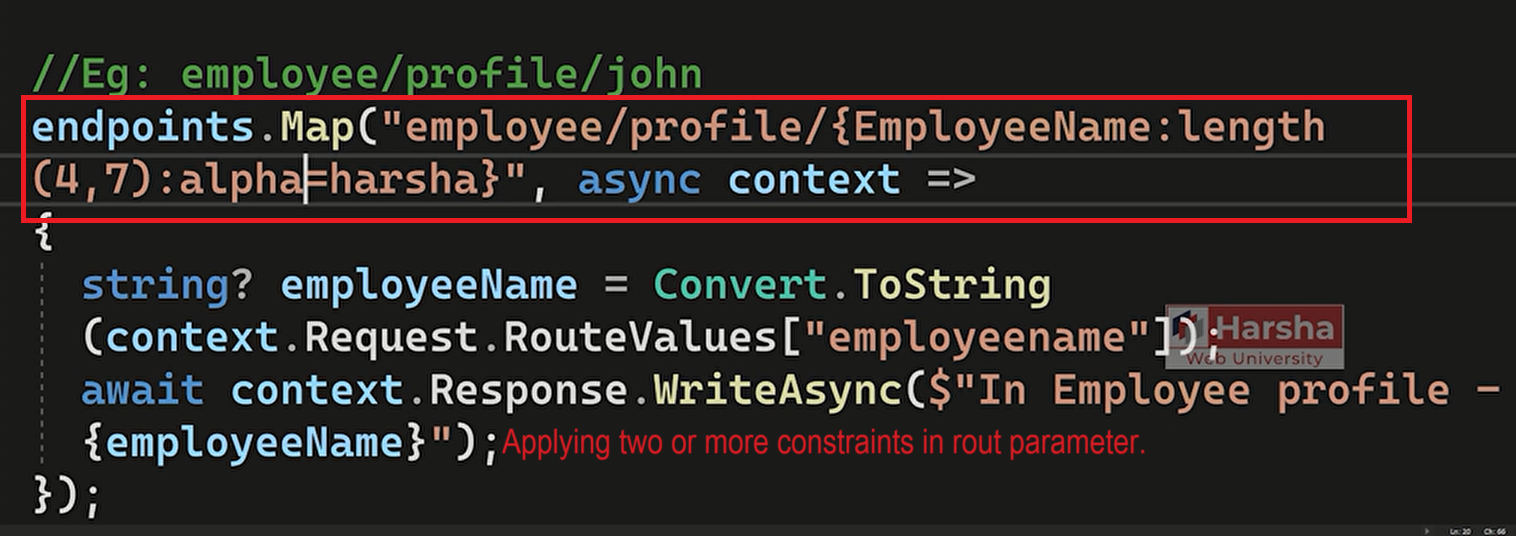 //Eg: employee/profile/john
endpoints.Map("employee/profile/{EmployeeName:length
(4,7):alpha=harsha}", async context =>
{
string? employeeName = Convert.ToString
(context.Request.RouteValues["employeename"]);
Harsha
Web University
await context.Response.WriteAsync($"In Employee profile –
{employeeName}");Applying two or more constraints in rout parameter.
});
Ln: 20 Ch: 66